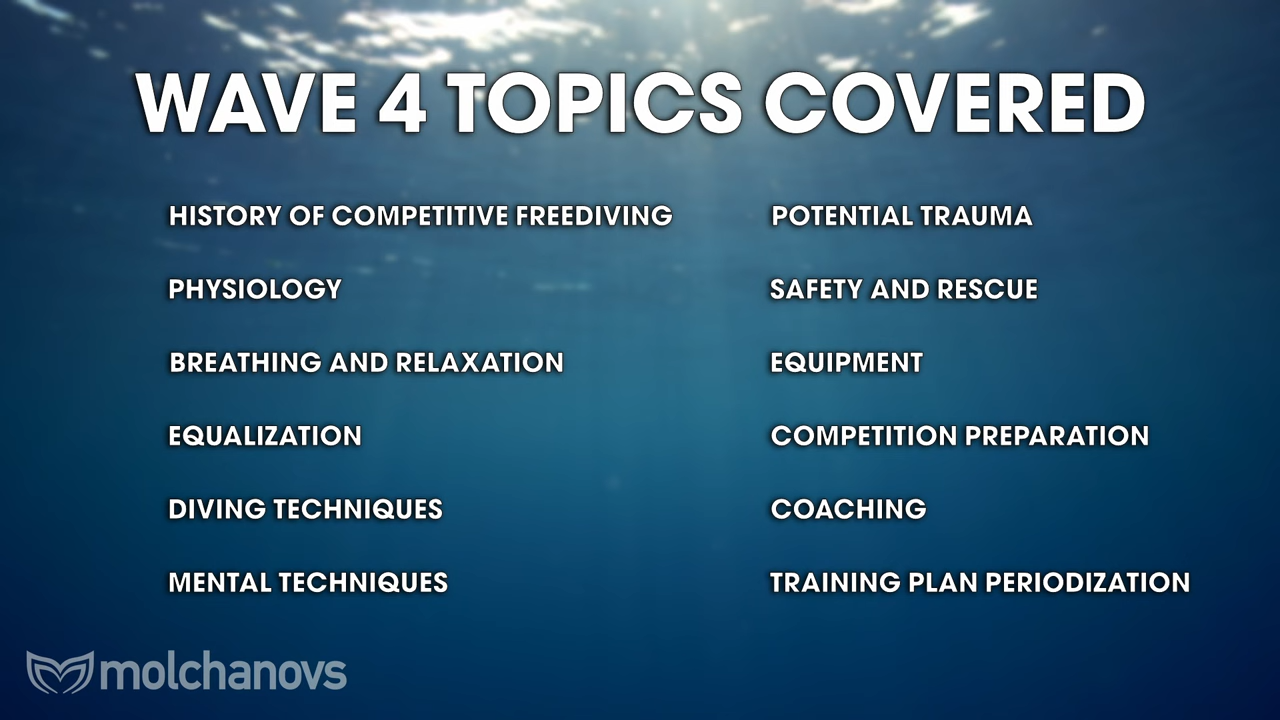 WAVE 4 TOPICS COVERED
HISTORY OF COMPETITIVE FREEDIVING
PHYSIOLOGY
BREATHING AND RELAXATION
EQUALIZATION
DIVING TECHNIQUES
MENTAL TECHNIQUES
POTENTIAL TRAUMA
SAFETY AND RESCUE
EQUIPMENT
COMPETITION PREPARATION
COACHING
TRAINING PLAN PERIODIZATION
molchanovs